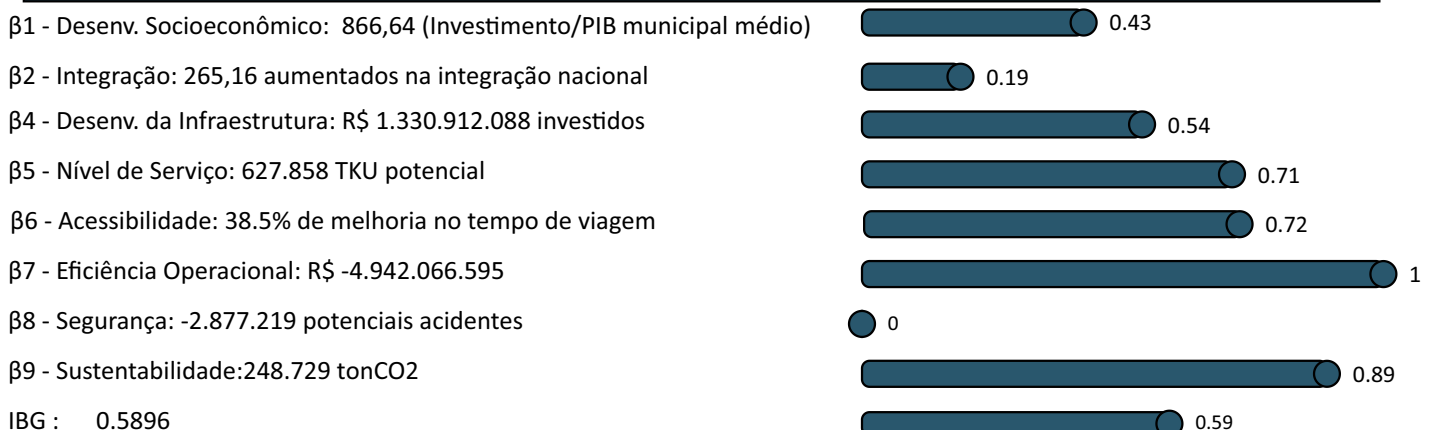 β1 - Desenv. Socioeconômico: 866,64 (Investimento/PIB municipal médio) 0.43
β2 - Integração: 265,16 aumentados na integração nacional 0.19
β4 - Desenv. da Infraestrutura: R$ 1.330.912.088 investidos 0.54
β5 - Nível de Serviço: 627.858 TKU potencial 0.71
β6 - Acessibilidade: 38.5% de melhoria no tempo de viagem 0.72
β7 - Eficiência Operacional: R$ -4.942.066.595 1
β8 - Segurança: -2.877.219 potenciais acidentes 0
β9 - Sustentabilidade:248.729 tonCO2 0.89
IBG : 0.5896 0.59